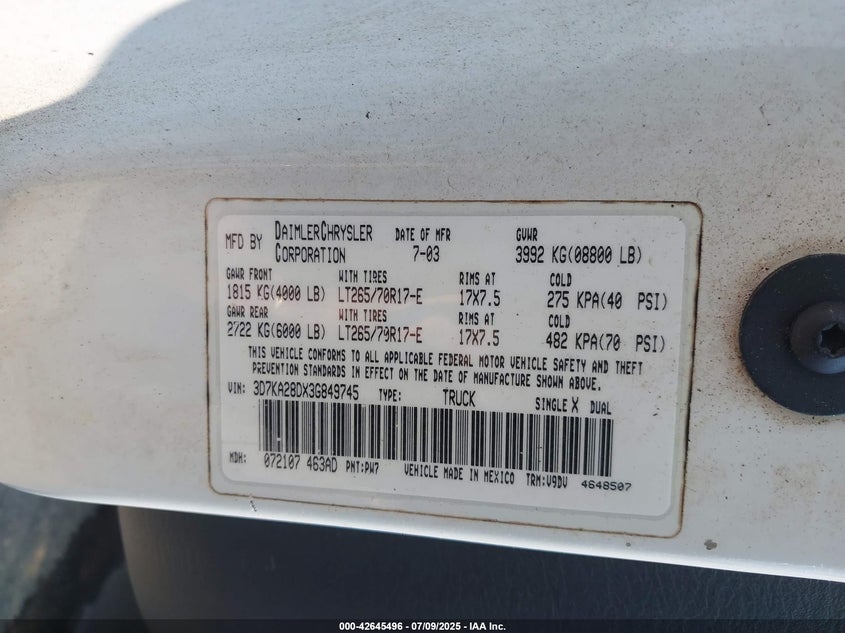 MFD BY DAIMLERCHRYSLER CORPORATION DATE OF MFR 7-03 GVWR 3992 KG(08800 LB)
GAWR FRONT WITH TIRES RIMS AT COLD
1815 KG(4000 LB) LT265/70R17-E 17X7.5 275 KPA(40 PSI)
GAWR REAR WITH TIRES RIMS AT COLD
2722 KG(6000 LB) LT265/70R17-E 17X7.5 482 KPA(70 PSI)
THIS VEHICLE CONFORMS TO ALL APPLICABLE FEDERAL MOTOR VEHICLE SAFETY AND THEFT
PREVENTION STANDARDS IN EFFECT ON THE DATE OF MANUFACTURE SHOWN ABOVE.
VIN: 3D7KA28DX3G849745 TYPE: TRUCK SINGLE X DUAL
MDH: 072107 463AD PNT:PW7 VEHICLE MADE IN MEXICO TRM:V9DV 4648507
000-42645496 - 07/09/2025 - IAA Inc.